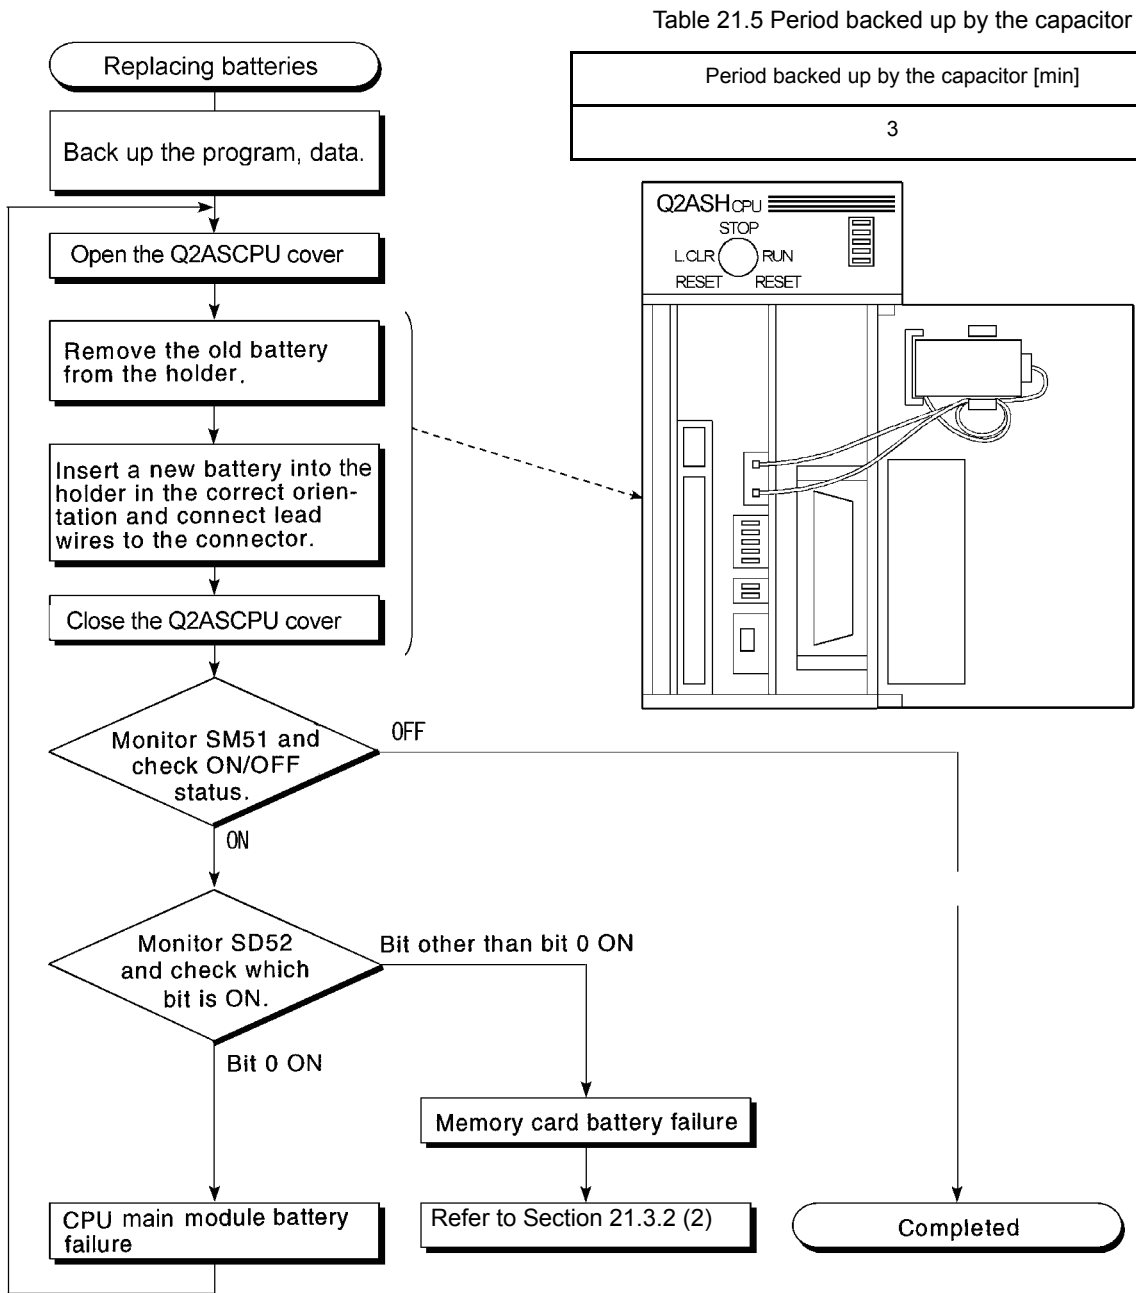 Table 21.5 Period backed up by the capacitor
Period backed up by the capacitor [min]
3
Replacing batteries
Back up the program, data.
Open the Q2ASCPU cover
Remove the old battery
from the holder.
Insert a new battery into the
holder in the correct orien-
tation and connect lead
wires to the connector.
Close the Q2ASCPU cover
Q2ASHCPU
STOP
L.CLR
RUN
RESET
RESET
Monitor SM51 and
check ON/OFF
status.
OFF
ON
Monitor SD52
and check which
bit is ON.
Bit other than bit 0 ON
Bit 0 ON
Memory card battery failure
CPU main module battery
failure
Refer to Section 21.3.2 (2)
Completed